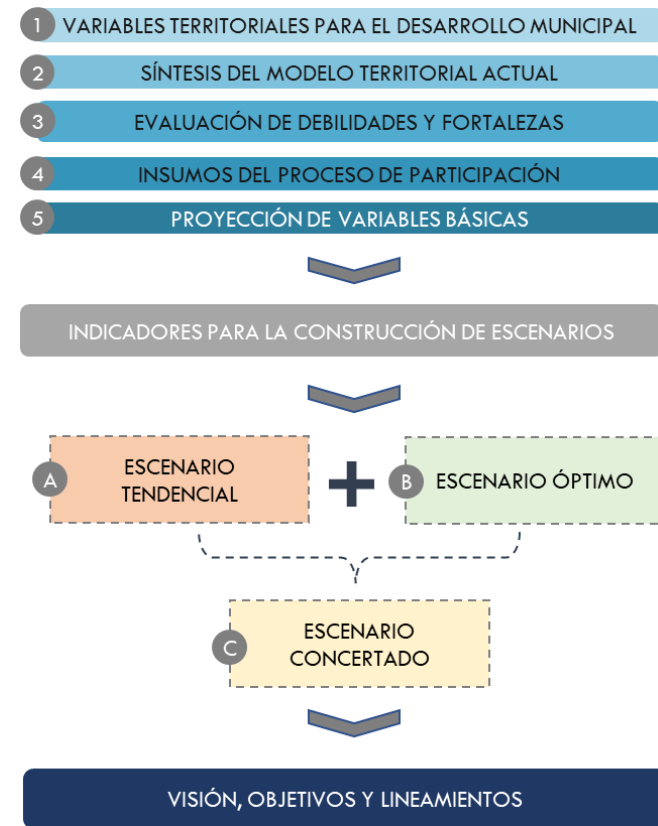 1 VARIABLES TERRITORIALES PARA EL DESARROLLO MUNICIPAL
2 SÍNTESIS DEL MODELO TERRITORIAL ACTUAL
3 EVALUACIÓN DE DEBILIDADES Y FORTALEZAS
4 INSUMOS DEL PROCESO DE PARTICIPACIÓN
5 PROYECCIÓN DE VARIABLES BÁSICAS
INDICADORES PARA LA CONSTRUCCIÓN DE ESCENARIOS
A ESCENARIO
TENDENCIAL
+
B ESCENARIO ÓPTIMO
C ESCENARIO
CONCERTADO
VISIÓN, OBJETIVOS Y LINEAMIENTOS